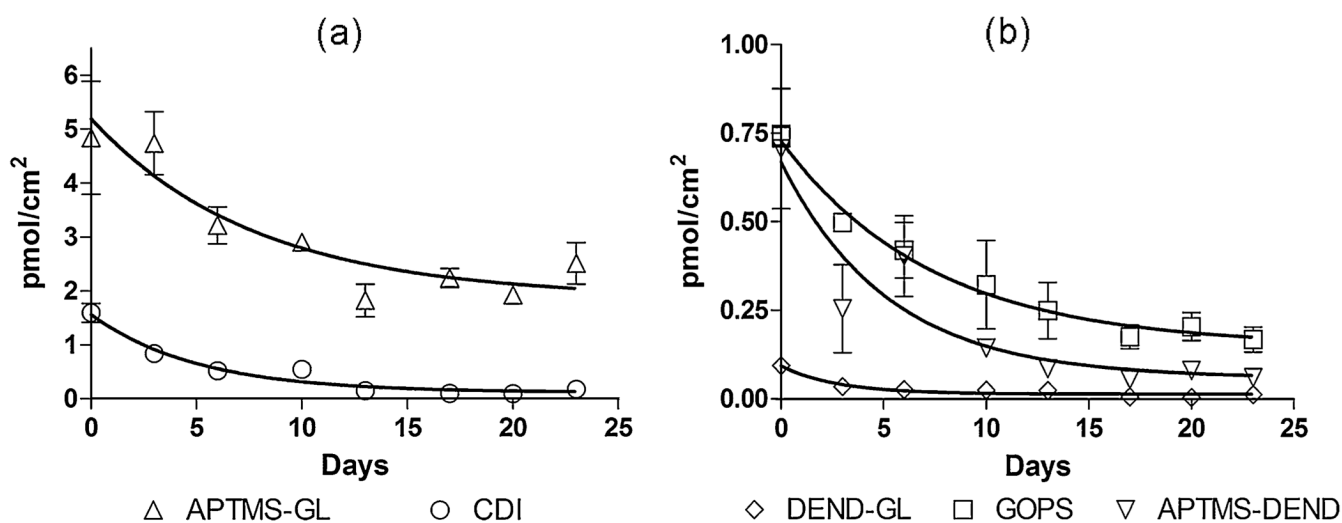 (a)
(b)
pmol/cm²
6
5
4
3
2
1
0
0 5 10 15 20 25
Days
△ APTMS-GL ○ CDI
pmol/cm²
1.00
0.75
0.50
0.25
0.00
0 5 10 15 20 25
Days
◇ DEND-GL □ GOPS ▽ APTMS-DEND